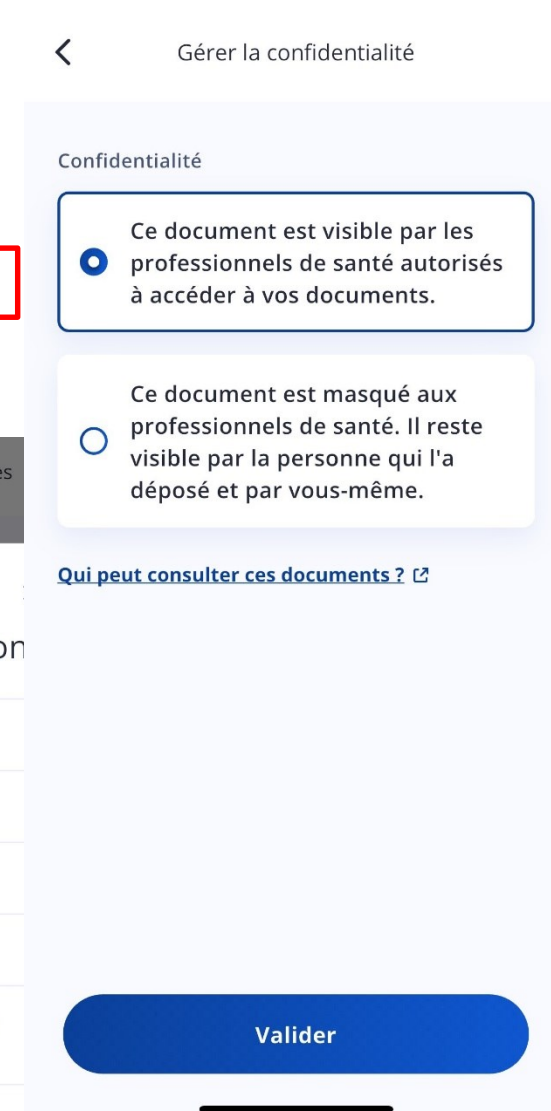 Gérer la confidentialité
Confidentialité
Ce document est visible par les
professionnels de santé autorisés
à accéder à vos documents.
Ce document est masqué aux
professionnels de santé. Il reste
visible par la personne qui l'a
déposé et par vous-même.
Qui peut consulter ces documents ?
Valider